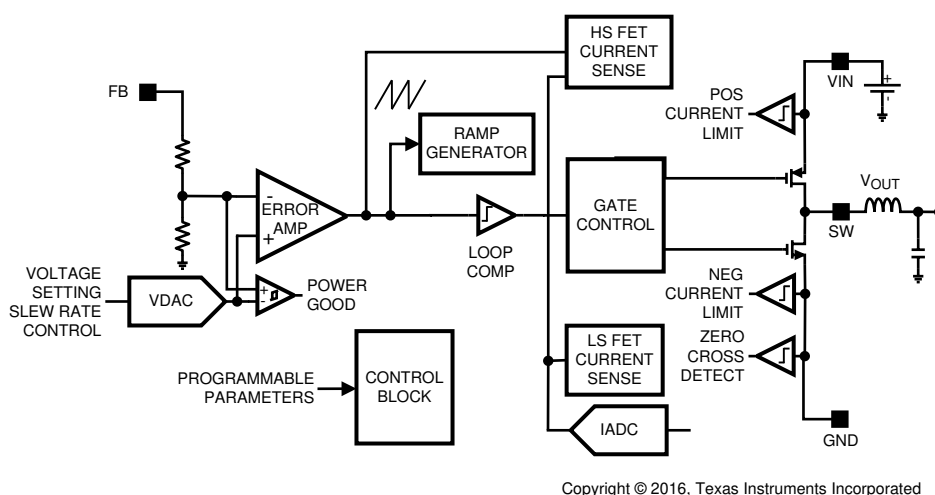 HS FET
CURRENT
SENSE
FB
VIN
+
-
POS
CURRENT
LIMIT
RAMP
GENERATOR
-
ERROR
AMP
+
GATE
CONTROL
VOUT
SW
LOOP
COMP
VOLTAGE
SETTING
SLEW RATE
CONTROL
VDAC
+
-
POWER
GOOD
NEG
CURRENT
LIMIT
LS FET
CURRENT
SENSE
ZERO
CROSS
DETECT
PROGRAMMABLE
PARAMETERS
CONTROL
BLOCK
IADC
GND
Copyright © 2016, Texas Instruments Incorporated